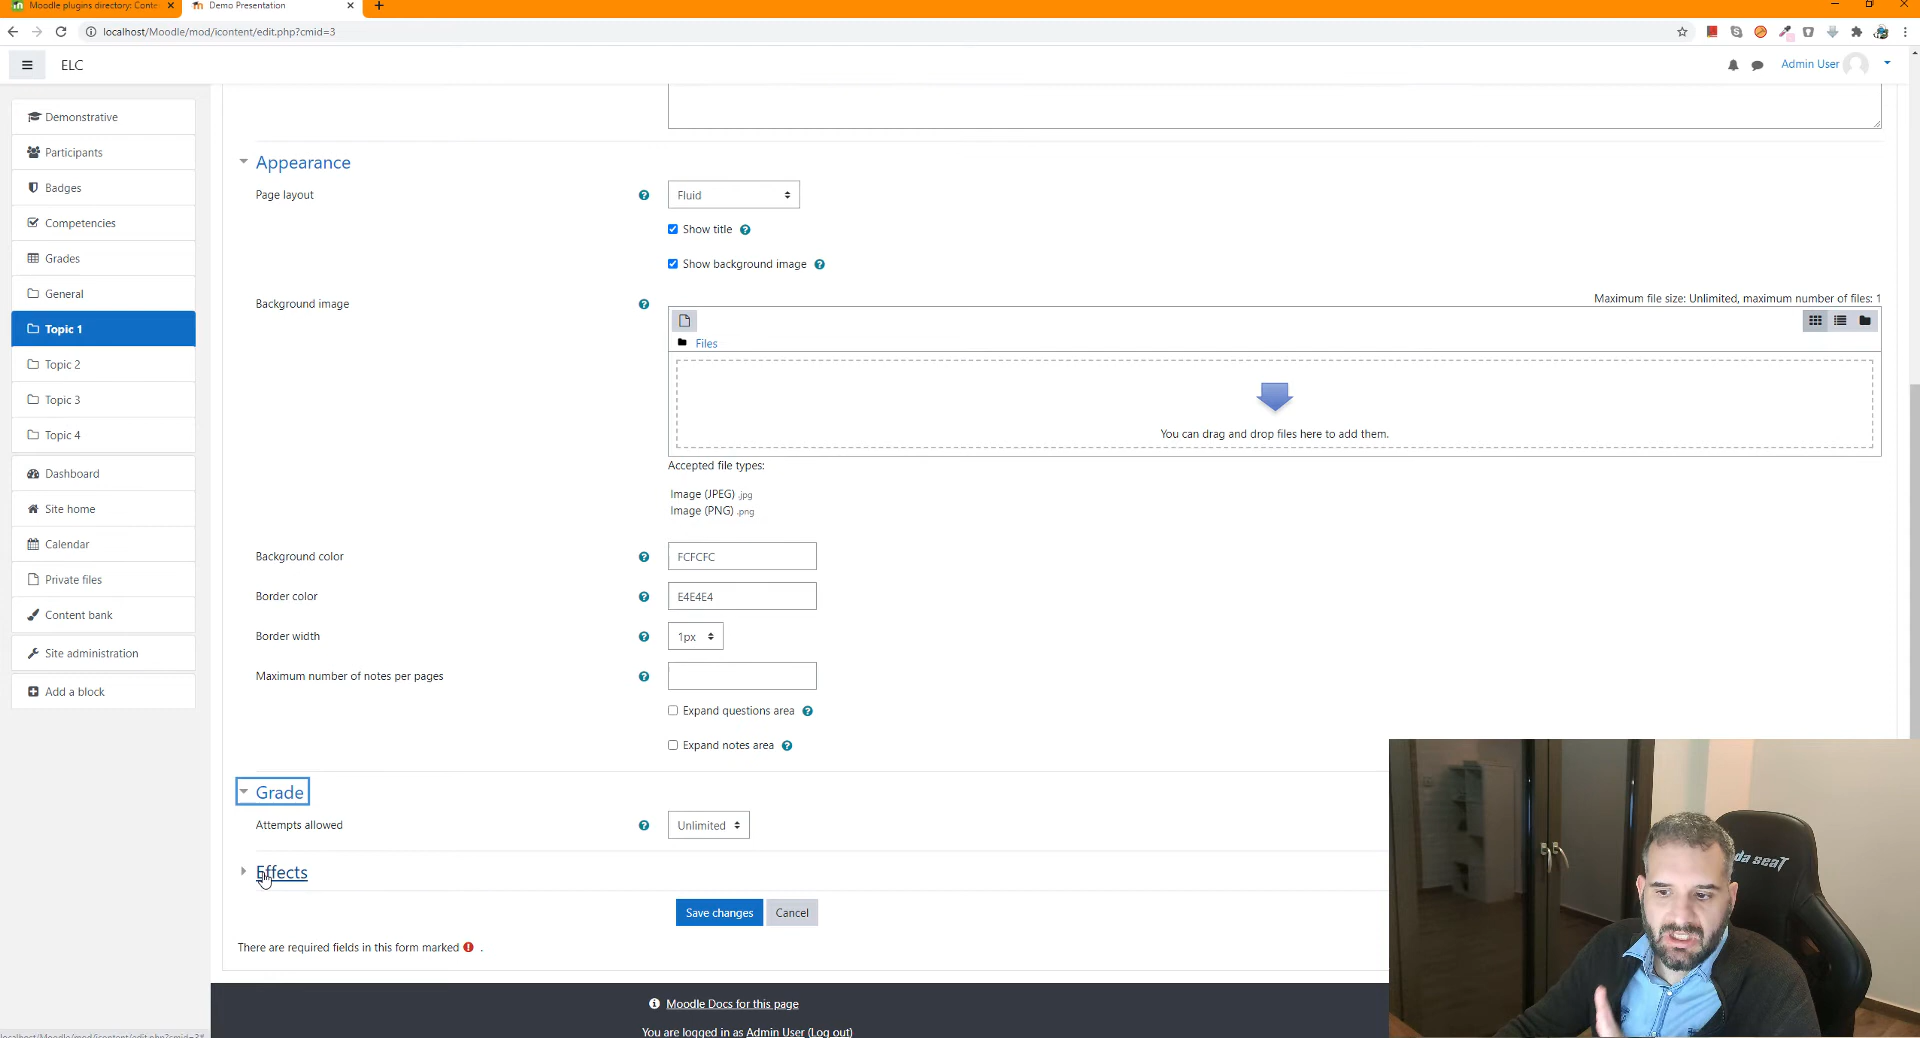 Moodle plugins directory: Conte
Demo Presentation
localhost/Moodle/mod/icontent/edit.php?cmid=3
ELC
Admin User
Demonstrative
Participants
Badges
Competencies
Grades
General
Topic 1
Topic 2
Topic 3
Topic 4
Dashboard
Site home
Calendar
Private files
Content bank
Site administration
Add a block
Appearance
Page layout
Fluid
Show title
Show background image
Background image
Maximum file size: Unlimited, maximum number of files: 1
Files
You can drag and drop files here to add them.
Accepted file types:
Image (JPEG) .jpg
Image (PNG) .png
Background color
FCFCFC
Border color
E4E4E4
Border width
1px
Maximum number of notes per pages
Expand questions area
Expand notes area
Grade
Attempts allowed
Unlimited
Effects
Save changes
Cancel
There are required fields in this form marked .
Moodle Docs for this page
You are logged in as Admin User (Log out)
da seat